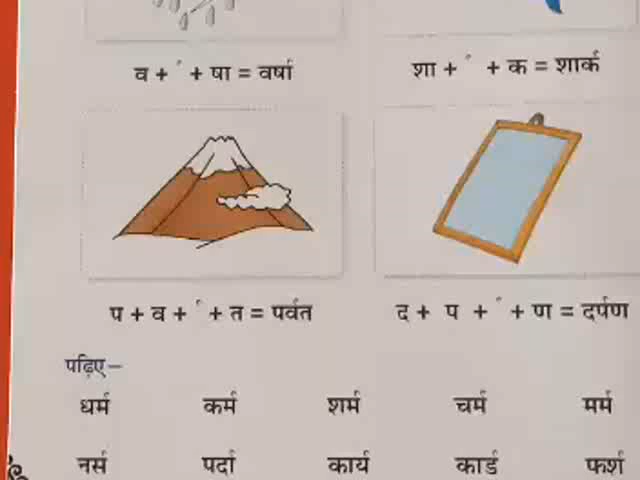 व + ʼ + षा = वर्षा
शा + ʼ + क = शार्क
प + व + ʼ + त = पर्वत
द + प + ʼ + ण = दर्पण
पढ़िए–
धर्म कर्म शर्म चर्म मर्म
नर्स पर्दा कार्य कार्ड फर्श